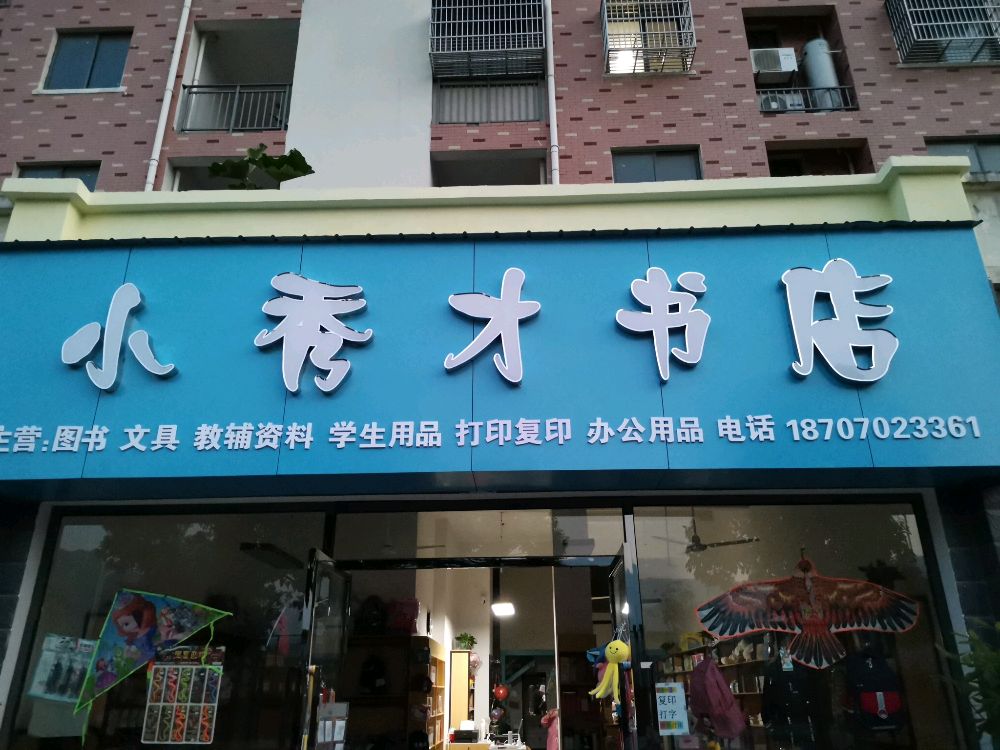 小秀才书店
主营:图书 文具 教辅资料 学生用品 打印复印 办公用品 电话 18707023361
复印
打字